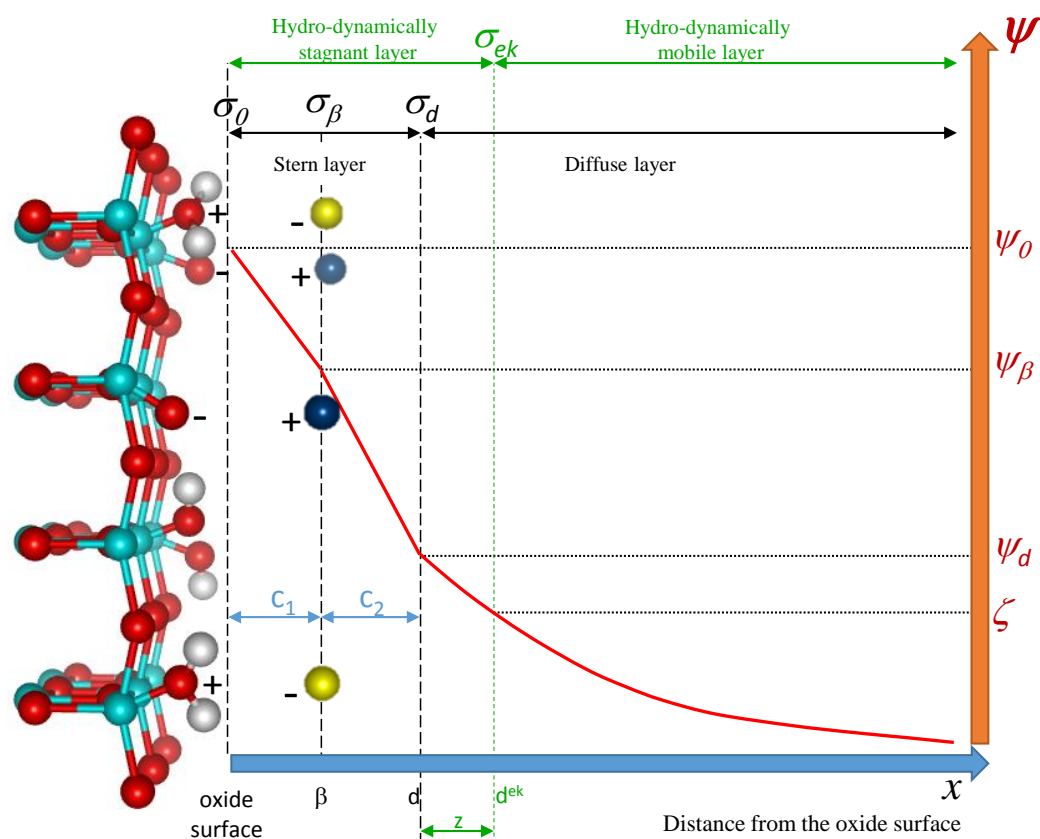 Hydro-dynamically
stagnant layer
σek
Hydro-dynamically
mobile layer
ψ
σ0
σβ
σd
Stern layer
Diffuse layer
+
-
-
+
ψ0
ψβ
-
+
ψd
C1
C2
ζ
+
-
x
oxide
surface
β
d
dek
z
Distance from the oxide surface